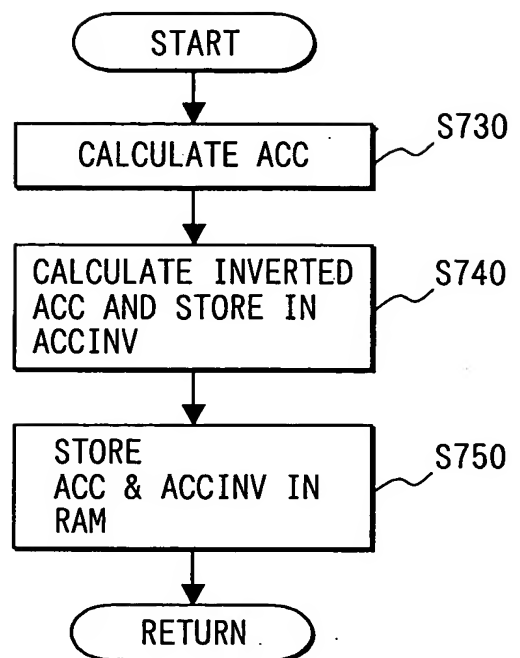 START
CALCULATE ACC
S730
CALCULATE INVERTED
ACC AND STORE IN
ACCINV
S740
STORE
ACC & ACCINV IN
RAM
S750
RETURN